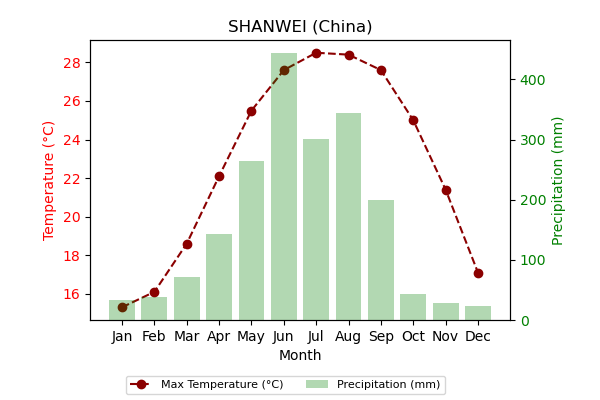 SHANWEI (China)
28
26
24
22
20
18
16
Temperature (°C)
400
300
200
100
0
Precipitation (mm)
Jan Feb Mar Apr May Jun Jul Aug Sep Oct Nov Dec
Month
Max Temperature (°C) Precipitation (mm)